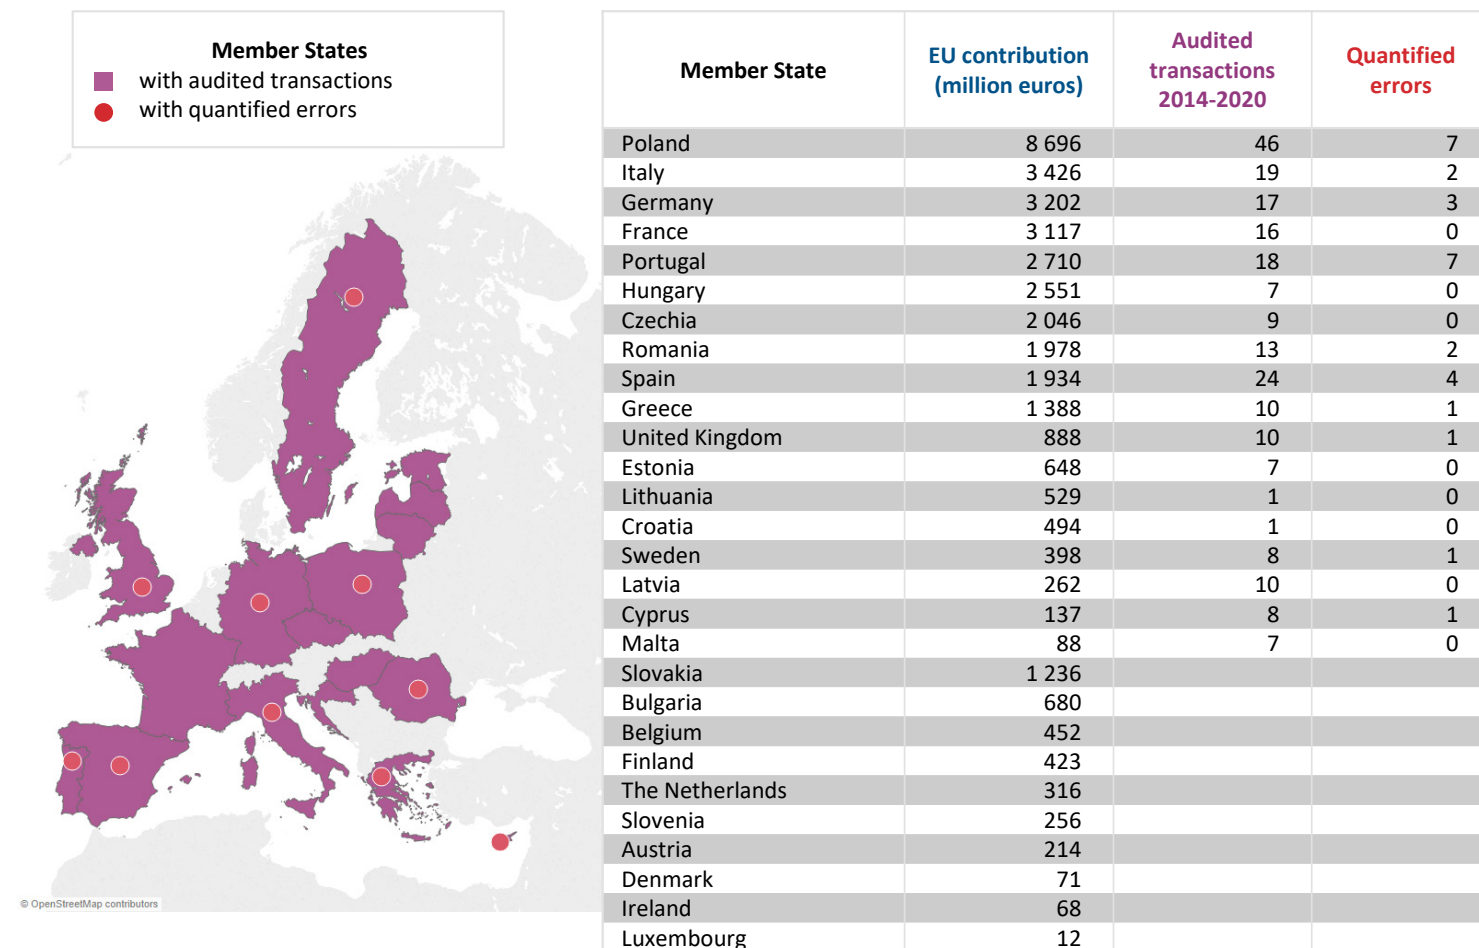 Member States
with audited transactions
with quantified errors
© OpenStreetMap contributors
Member State EU contribution (million euros) Audited transactions 2014-2020 Quantified errors
Poland 8 696 46 7
Italy 3 426 19 2
Germany 3 202 17 3
France 3 117 16 0
Portugal 2 710 18 7
Hungary 2 551 7 0
Czechia 2 046 9 0
Romania 1 978 13 2
Spain 1 934 24 4
Greece 1 388 10 1
United Kingdom 888 10 1
Estonia 648 7 0
Lithuania 529 1 0
Croatia 494 1 0
Sweden 398 8 1
Latvia 262 10 0
Cyprus 137 8 1
Malta 88 7 0
Slovakia 1 236
Bulgaria 680
Belgium 452
Finland 423
The Netherlands 316
Slovenia 256
Austria 214
Denmark 71
Ireland 68
Luxembourg 12